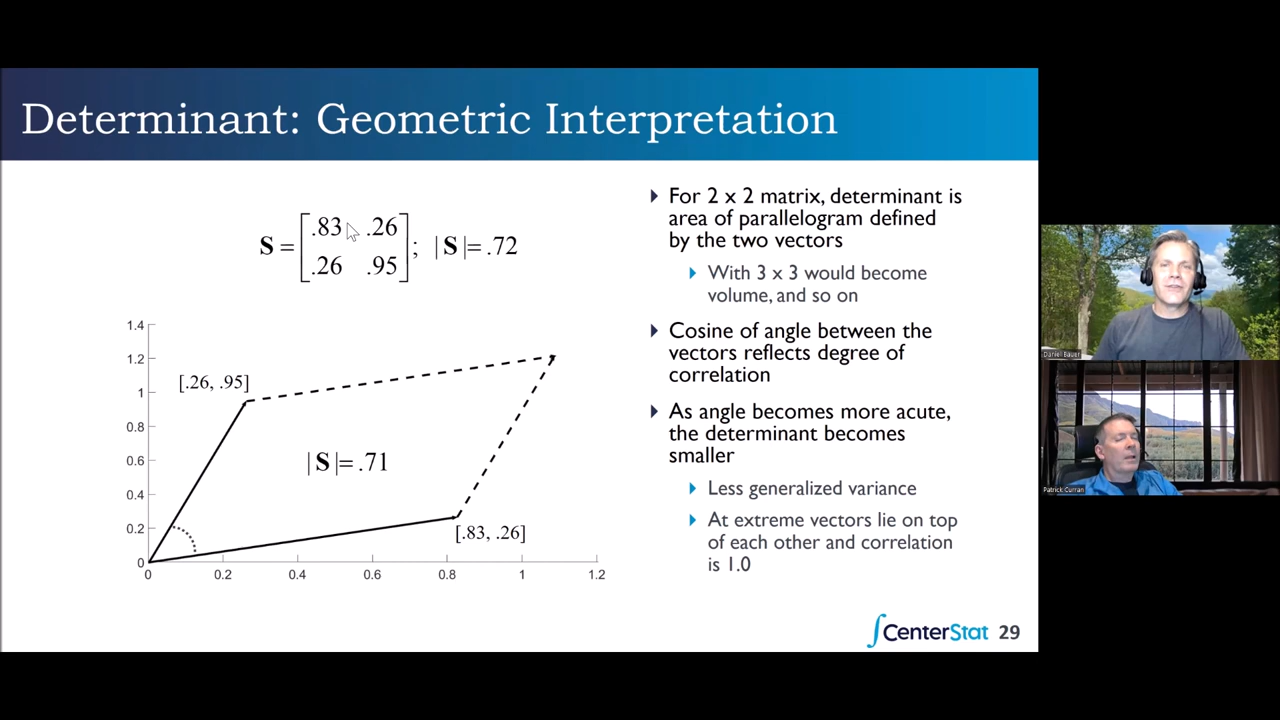 Determinant: Geometric Interpretation
S = [.83 .26
.26 .95] ; |S|= .72
1.4
1.2
1
0.8
0.6
0.4
0.2
0
0 0.2 0.4 0.6 0.8 1 1.2
[.26, .95]
|S|= .71
[.83, .26]
For 2 x 2 matrix, determinant is
area of parallelogram defined
by the two vectors
With 3 x 3 would become
volume, and so on
Cosine of angle between the
vectors reflects degree of
correlation
As angle becomes more acute,
the determinant becomes
smaller
Less generalized variance
At extreme vectors lie on top
of each other and correlation
is 1.0
CenterStat 29
Daniel Bauer
Patrick Curran